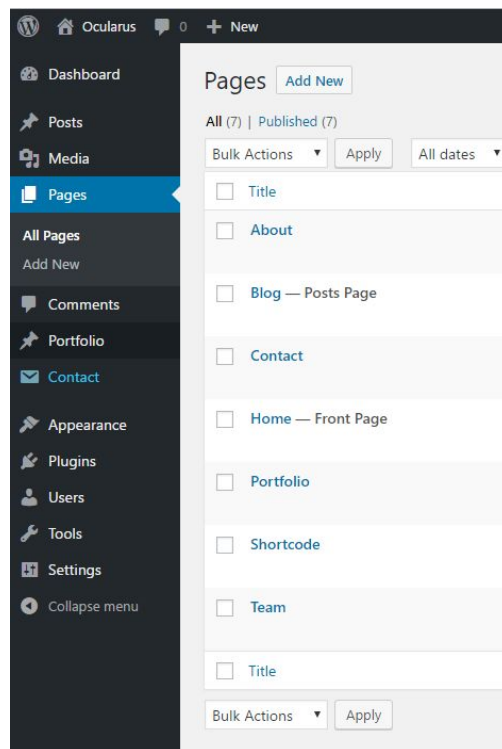 Ocularus 0 + New
Dashboard
Posts
Media
Pages
All Pages
Add New
Comments
Portfolio
Contact
Appearance
Plugins
Users
Tools
Settings
Collapse menu
Pages Add New
All (7) | Published (7)
Bulk Actions Apply All dates
Title
About
Blog — Posts Page
Contact
Home — Front Page
Portfolio
Shortcode
Team
Title
Bulk Actions Apply